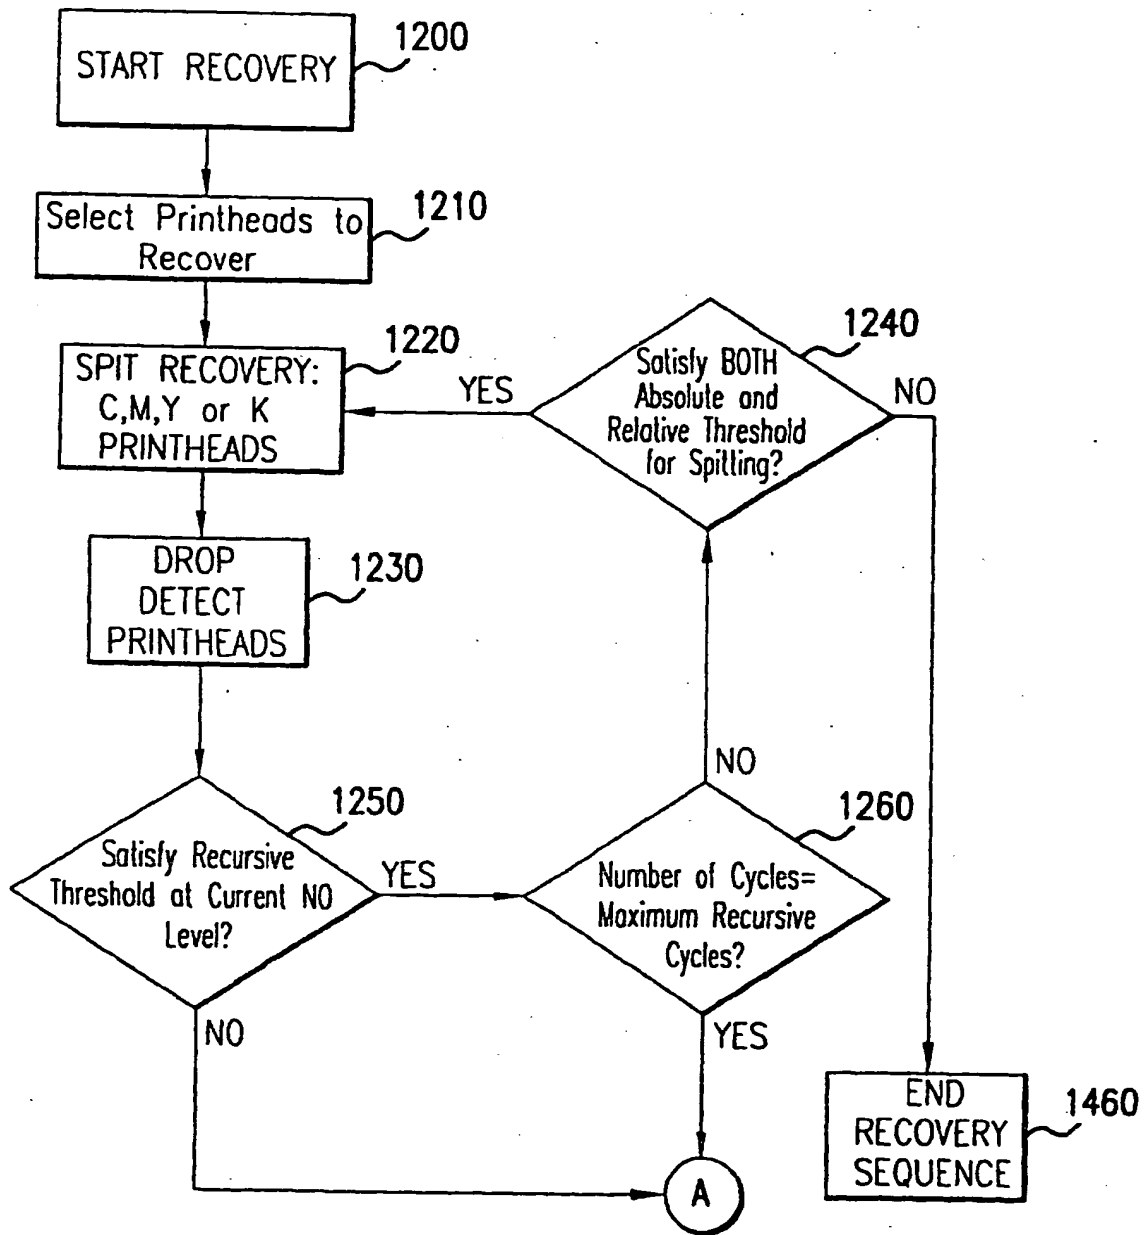 START RECOVERY
1200
Select Printheads to
Recover
1210
SPIT RECOVERY:
C,M,Y or K
PRINTHEADS
1220
YES
Satisfy BOTH
Absolute and
Relative Threshold
for Spitting?
1240
NO
DROP
DETECT
PRINTHEADS
1230
NO
Satisfy Recursive
Threshold at Current NO
Level?
1250
YES
Number of Cycles=
Maximum Recursive
Cycles?
1260
NO
YES
END
RECOVERY
SEQUENCE
1460
A